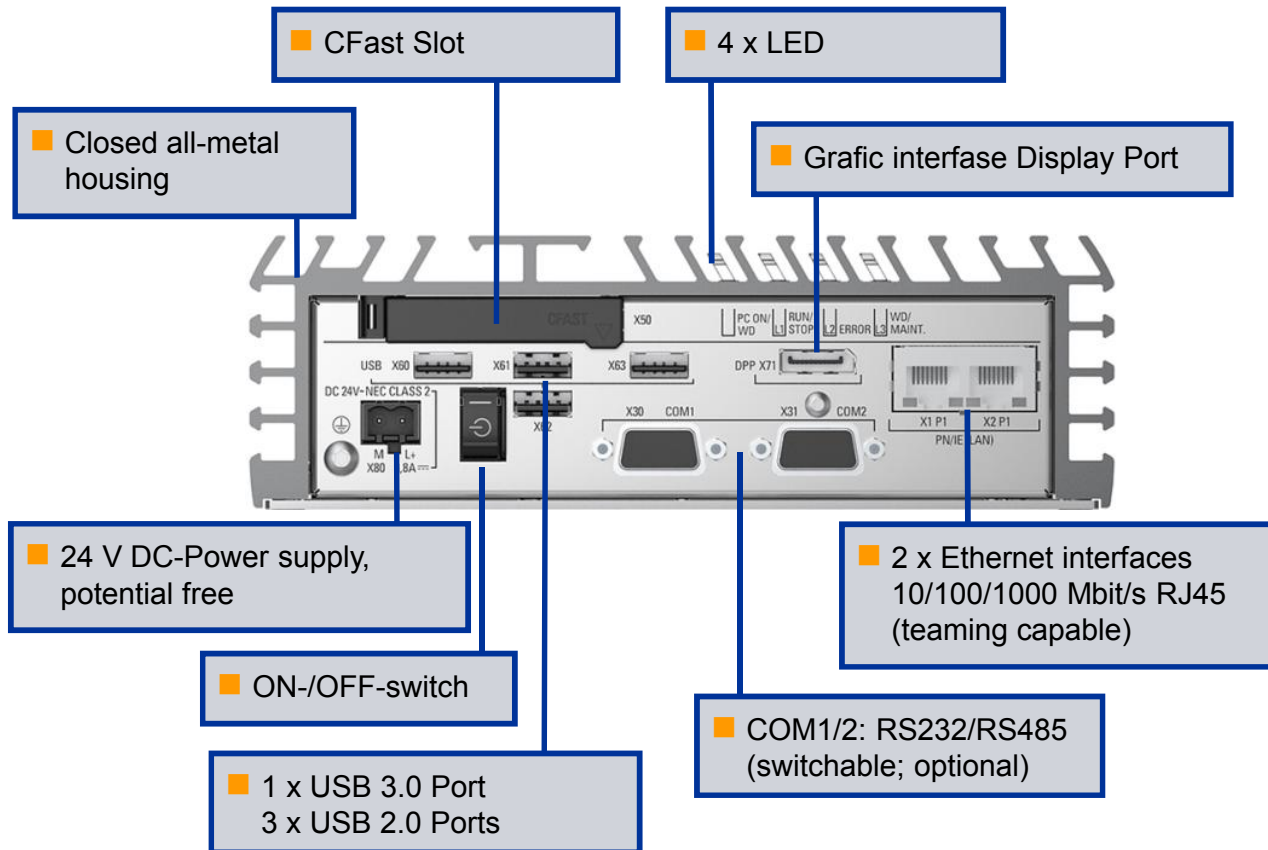 CFast Slot
4 x LED
Closed all-metal
housing
Grafic interfase Display Port
CFAST
X50
PC ON/
WD
L1
RUN/
STOP
L2
ERROR
L3
WD/
MAINT.
USB
X60
X61
X63
DPP X71
DC 24V
NEC CLASS 2
X62
X30
COM1
X31
COM2
X1 P1
X2 P1
PN/IE
LAN)
M
L+
X80
,8A
24 V DC-Power supply,
potential free
2 x Ethernet interfaces
10/100/1000 Mbit/s RJ45
(teaming capable)
ON-/OFF-switch
COM1/2: RS232/RS485
(switchable; optional)
1 x USB 3.0 Port
3 x USB 2.0 Ports